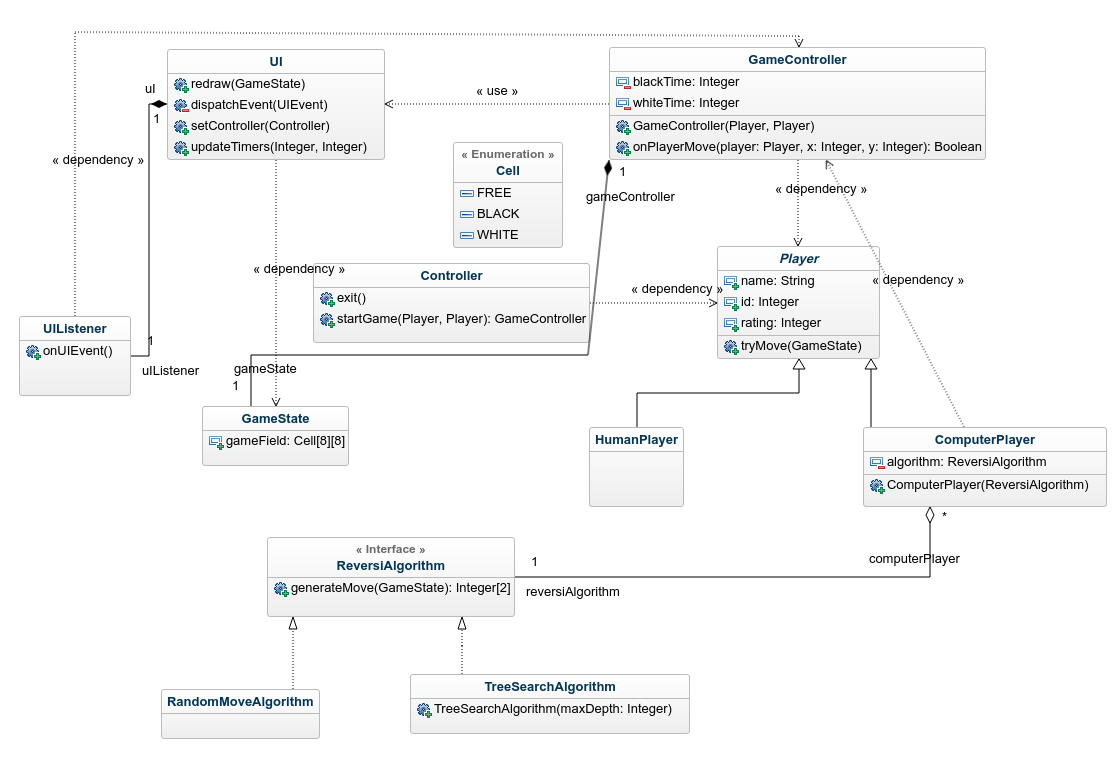 UI
redraw(GameState)
dispatchEvent(UIEvent)
setController(Controller)
updateTimers(Integer, Integer)
uI
1
« dependency »
« use »
GameController
blackTime: Integer
whiteTime: Integer
GameController(Player, Player)
onPlayerMove(player: Player, x: Integer, y: Integer): Boolean
« Enumeration »
Cell
FREE
BLACK
WHITE
1
gameController
« dependency »
« dependency »
Controller
exit()
startGame(Player, Player): GameController
« dependency »
Player
name: String
id: Integer
rating: Integer
tryMove(GameState)
« dependency »
UIListener
onUIEvent()
1
uIListener
gameState
1
GameState
gameField: Cell[8][8]
HumanPlayer
ComputerPlayer
algorithm: ReversiAlgorithm
ComputerPlayer(ReversiAlgorithm)
*
computerPlayer
« Interface »
ReversiAlgorithm
generateMove(GameState): Integer[2]
1
reversiAlgorithm
RandomMoveAlgorithm
TreeSearchAlgorithm
TreeSearchAlgorithm(maxDepth: Integer)